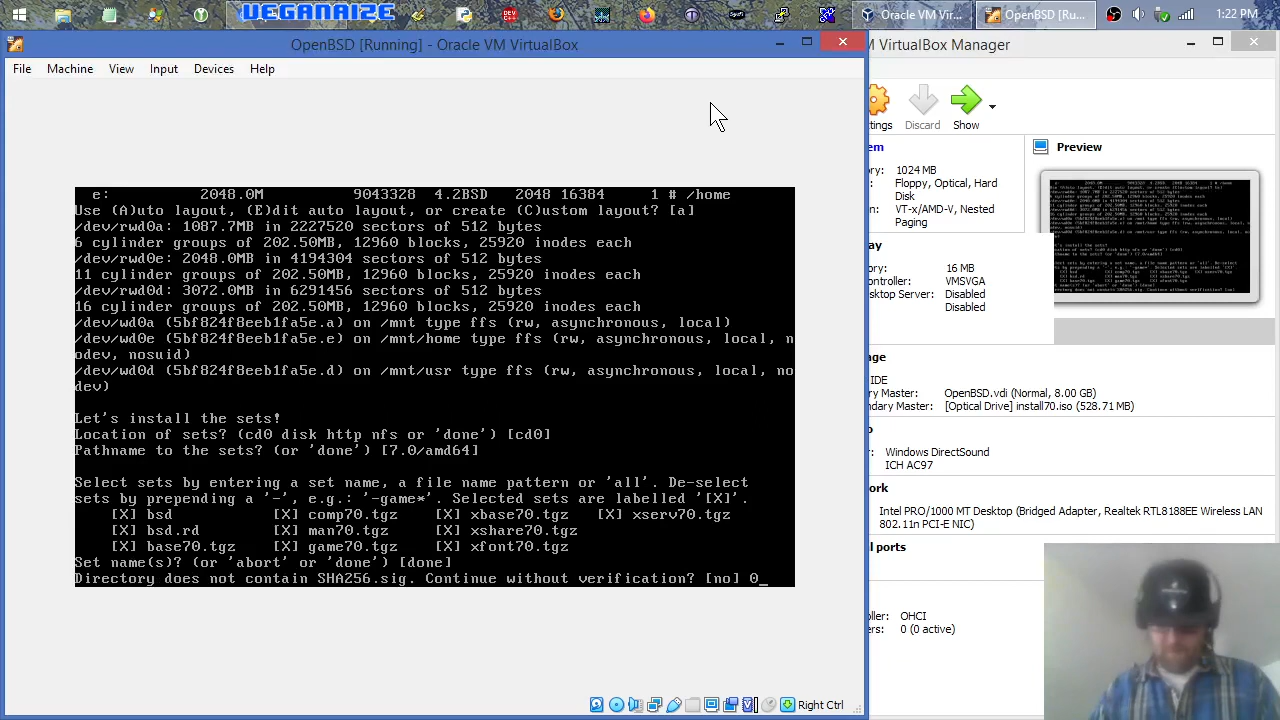 VEGANAIZE
Oracle VM Vir...
OpenBSD [Ru...
1:22 PM
OpenBSD [Running] - Oracle VM VirtualBox
M VirtualBox Manager
File Machine View Input Devices Help
ttings Discard Show
e: 2048.0M 2048 16384 1 # /home
Use (A)uto layout, (E)dit auto layout, or create (C)ustom layout? [a]
/dev/rwd0a: 1087.7MB in 2227520 sectors of 512 bytes
6 cylinder groups of 202.50MB, 12960 blocks, 25920 inodes each
/dev/rwd0e: 2048.0MB in 4194304 sectors of 512 bytes
11 cylinder groups of 202.50MB, 12960 blocks, 25920 inodes each
/dev/rwd0d: 3072.0MB in 6291456 sectors of 512 bytes
16 cylinder groups of 202.50MB, 12960 blocks, 25920 inodes each
/dev/wd0a (5bf824f8eeb1fa5e.a) on /mnt type ffs (rw, asynchronous, local)
/dev/wd0e (5bf824f8eeb1fa5e.e) on /mnt/home type ffs (rw, asynchronous, local, n
odev, nosuid)
/dev/wd0d (5bf824f8eeb1fa5e.d) on /mnt/usr type ffs (rw, asynchronous, local, no
dev)
Let's install the sets!
Location of sets? (cd0 disk http nfs or 'done') [cd0]
Pathname to the sets? (or 'done') [7.0/amd64]
Select sets by entering a set name, a file name pattern or 'all'. De-select
sets by prepending a '-', e.g.: '-game*'. Selected sets are labelled '[X]'.
[X] bsd [X] comp70.tgz [X] xbase70.tgz [X] xserv70.tgz
[X] bsd.rd [X] man70.tgz [X] xshare70.tgz
[X] base70.tgz [X] game70.tgz [X] xfont70.tgz
Set name(s)? (or 'abort' or 'done') [done]
Directory does not contain SHA256.sig. Continue without verification? [no] 0_
Right Ctrl
em
Preview
ory: 1024 MB
Floppy, Optical, Hard
T-x/AMD-V, Nested
Paging
ay
16 MB
ontroller: VMSVGA
esktop Server: Disabled
Disabled
age
IDE
ary Master: OpenBSD.vdi (Normal, 8.00 GB)
ndary Master: [Optical Drive] install70.iso (528.71 MB)
o
Windows DirectSound
ICH AC97
ork
Intel PRO/1000 MT Desktop (Bridged Adapter, Realtek RTL8188EE Wireless LAN
802.11n PCI-E NIC)
al ports
oller: OHCI
ers: 0 (0 active)